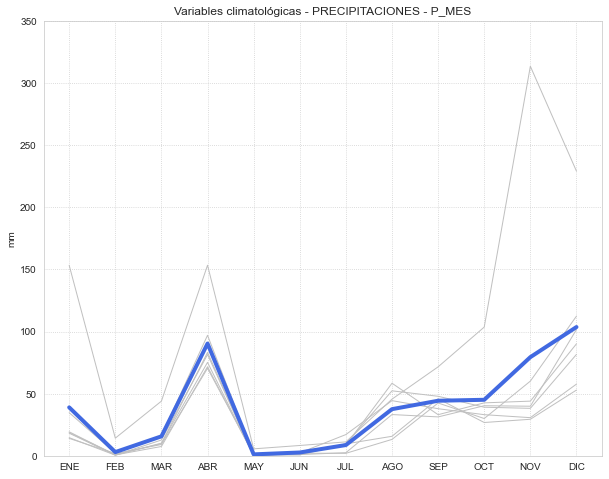 Variables climatológicas - PRECIPITACIONES - P_MES
350
300
250
200
150
100
50
0
mm
ENE FEB MAR ABR MAY JUN JUL AGO SEP OCT NOV DIC